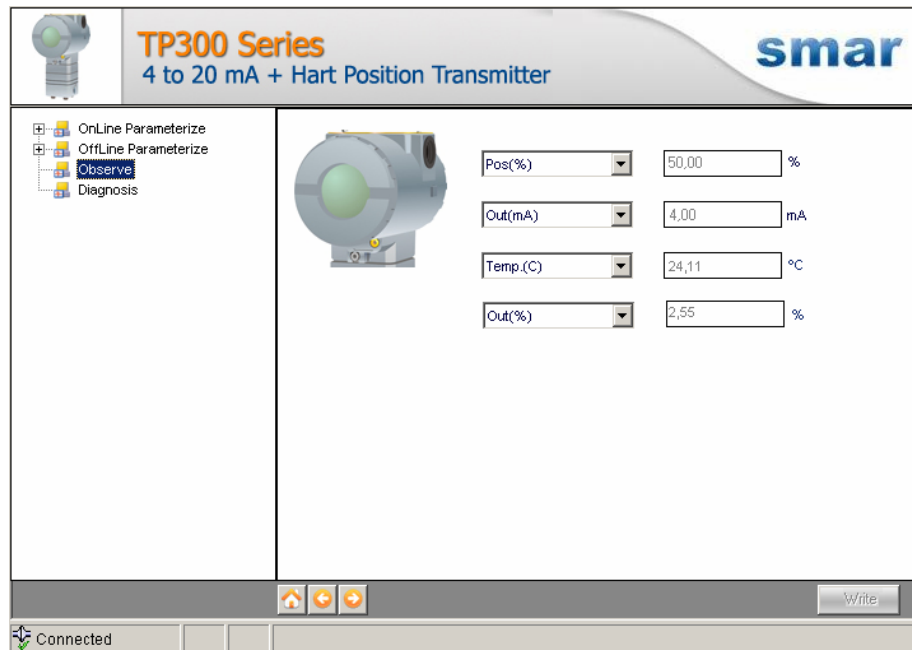 TP300 Series
4 to 20 mA + Hart Position Transmitter
smar
OnLine Parameterize
OffLine Parameterize
Observe
Diagnosis
Pos(%) 50,00 %
Out(mA) 4,00 mA
Temp.(C) 24,11 °C
Out(%) 2,55 %
Write
Connected